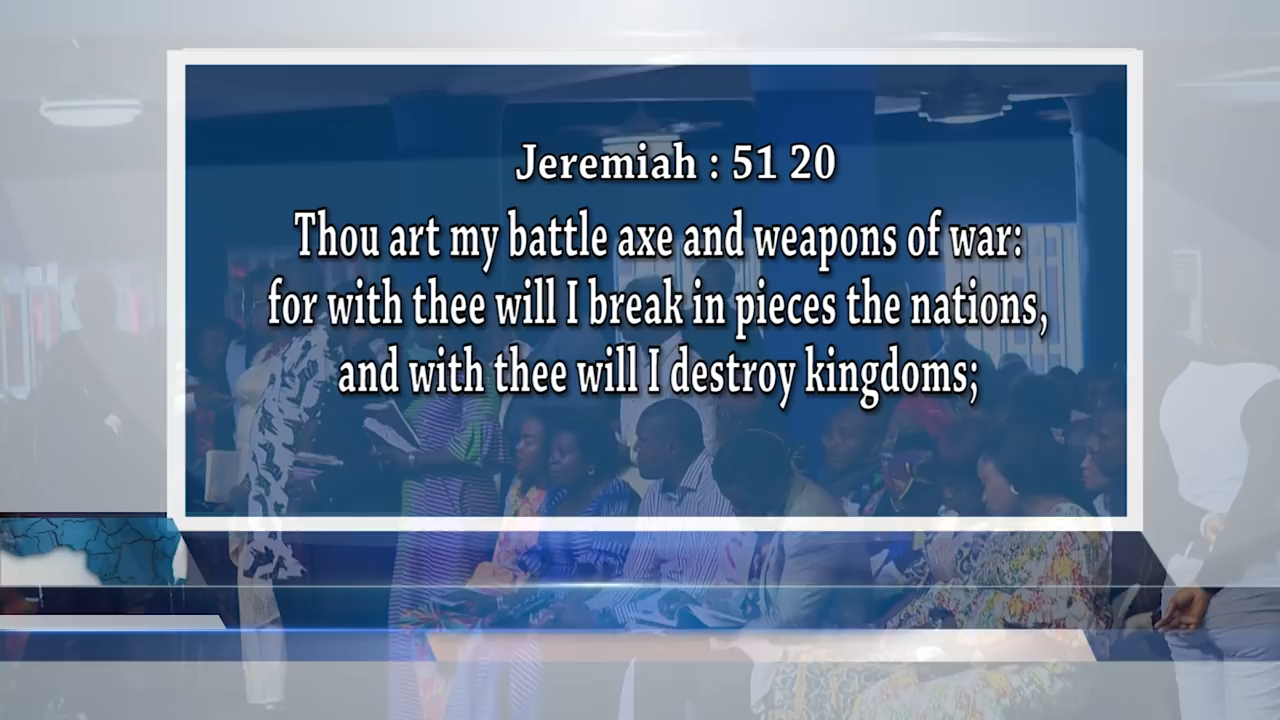 Jeremiah : 51 20
Thou art my battle axe and weapons of war:
for with thee will I break in pieces the nations,
and with thee will I destroy kingdoms;